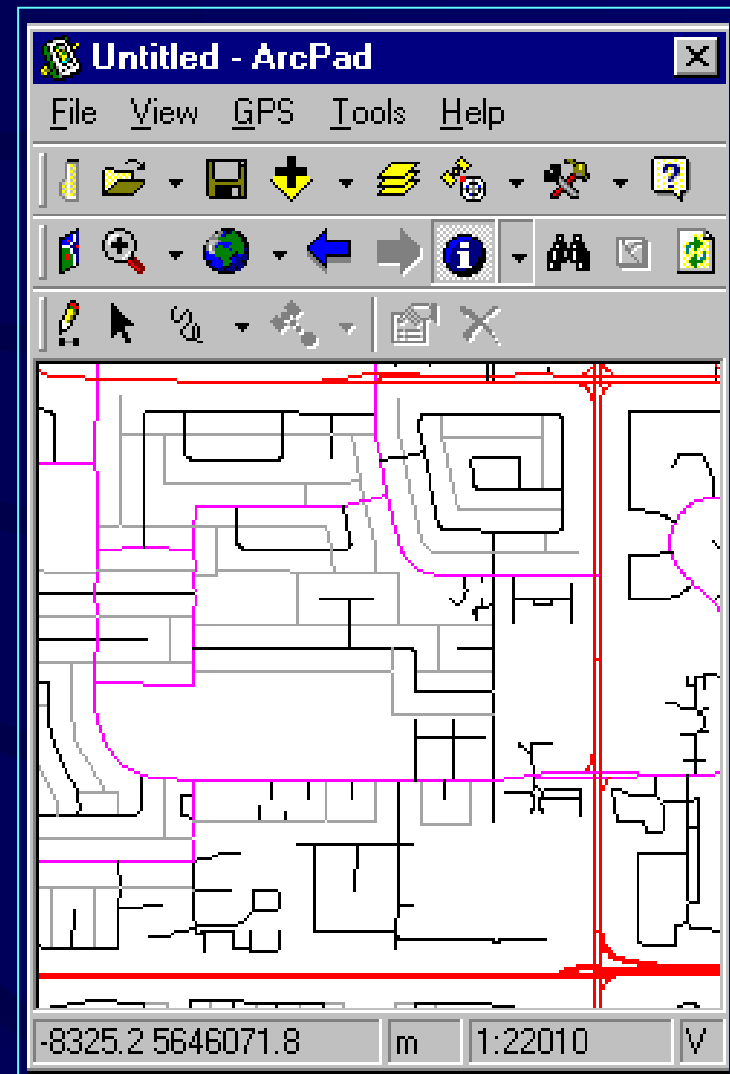 Untitled - ArcPad
File View GPS Tools Help
-8325.2 5646071.8 m 1:22010 V